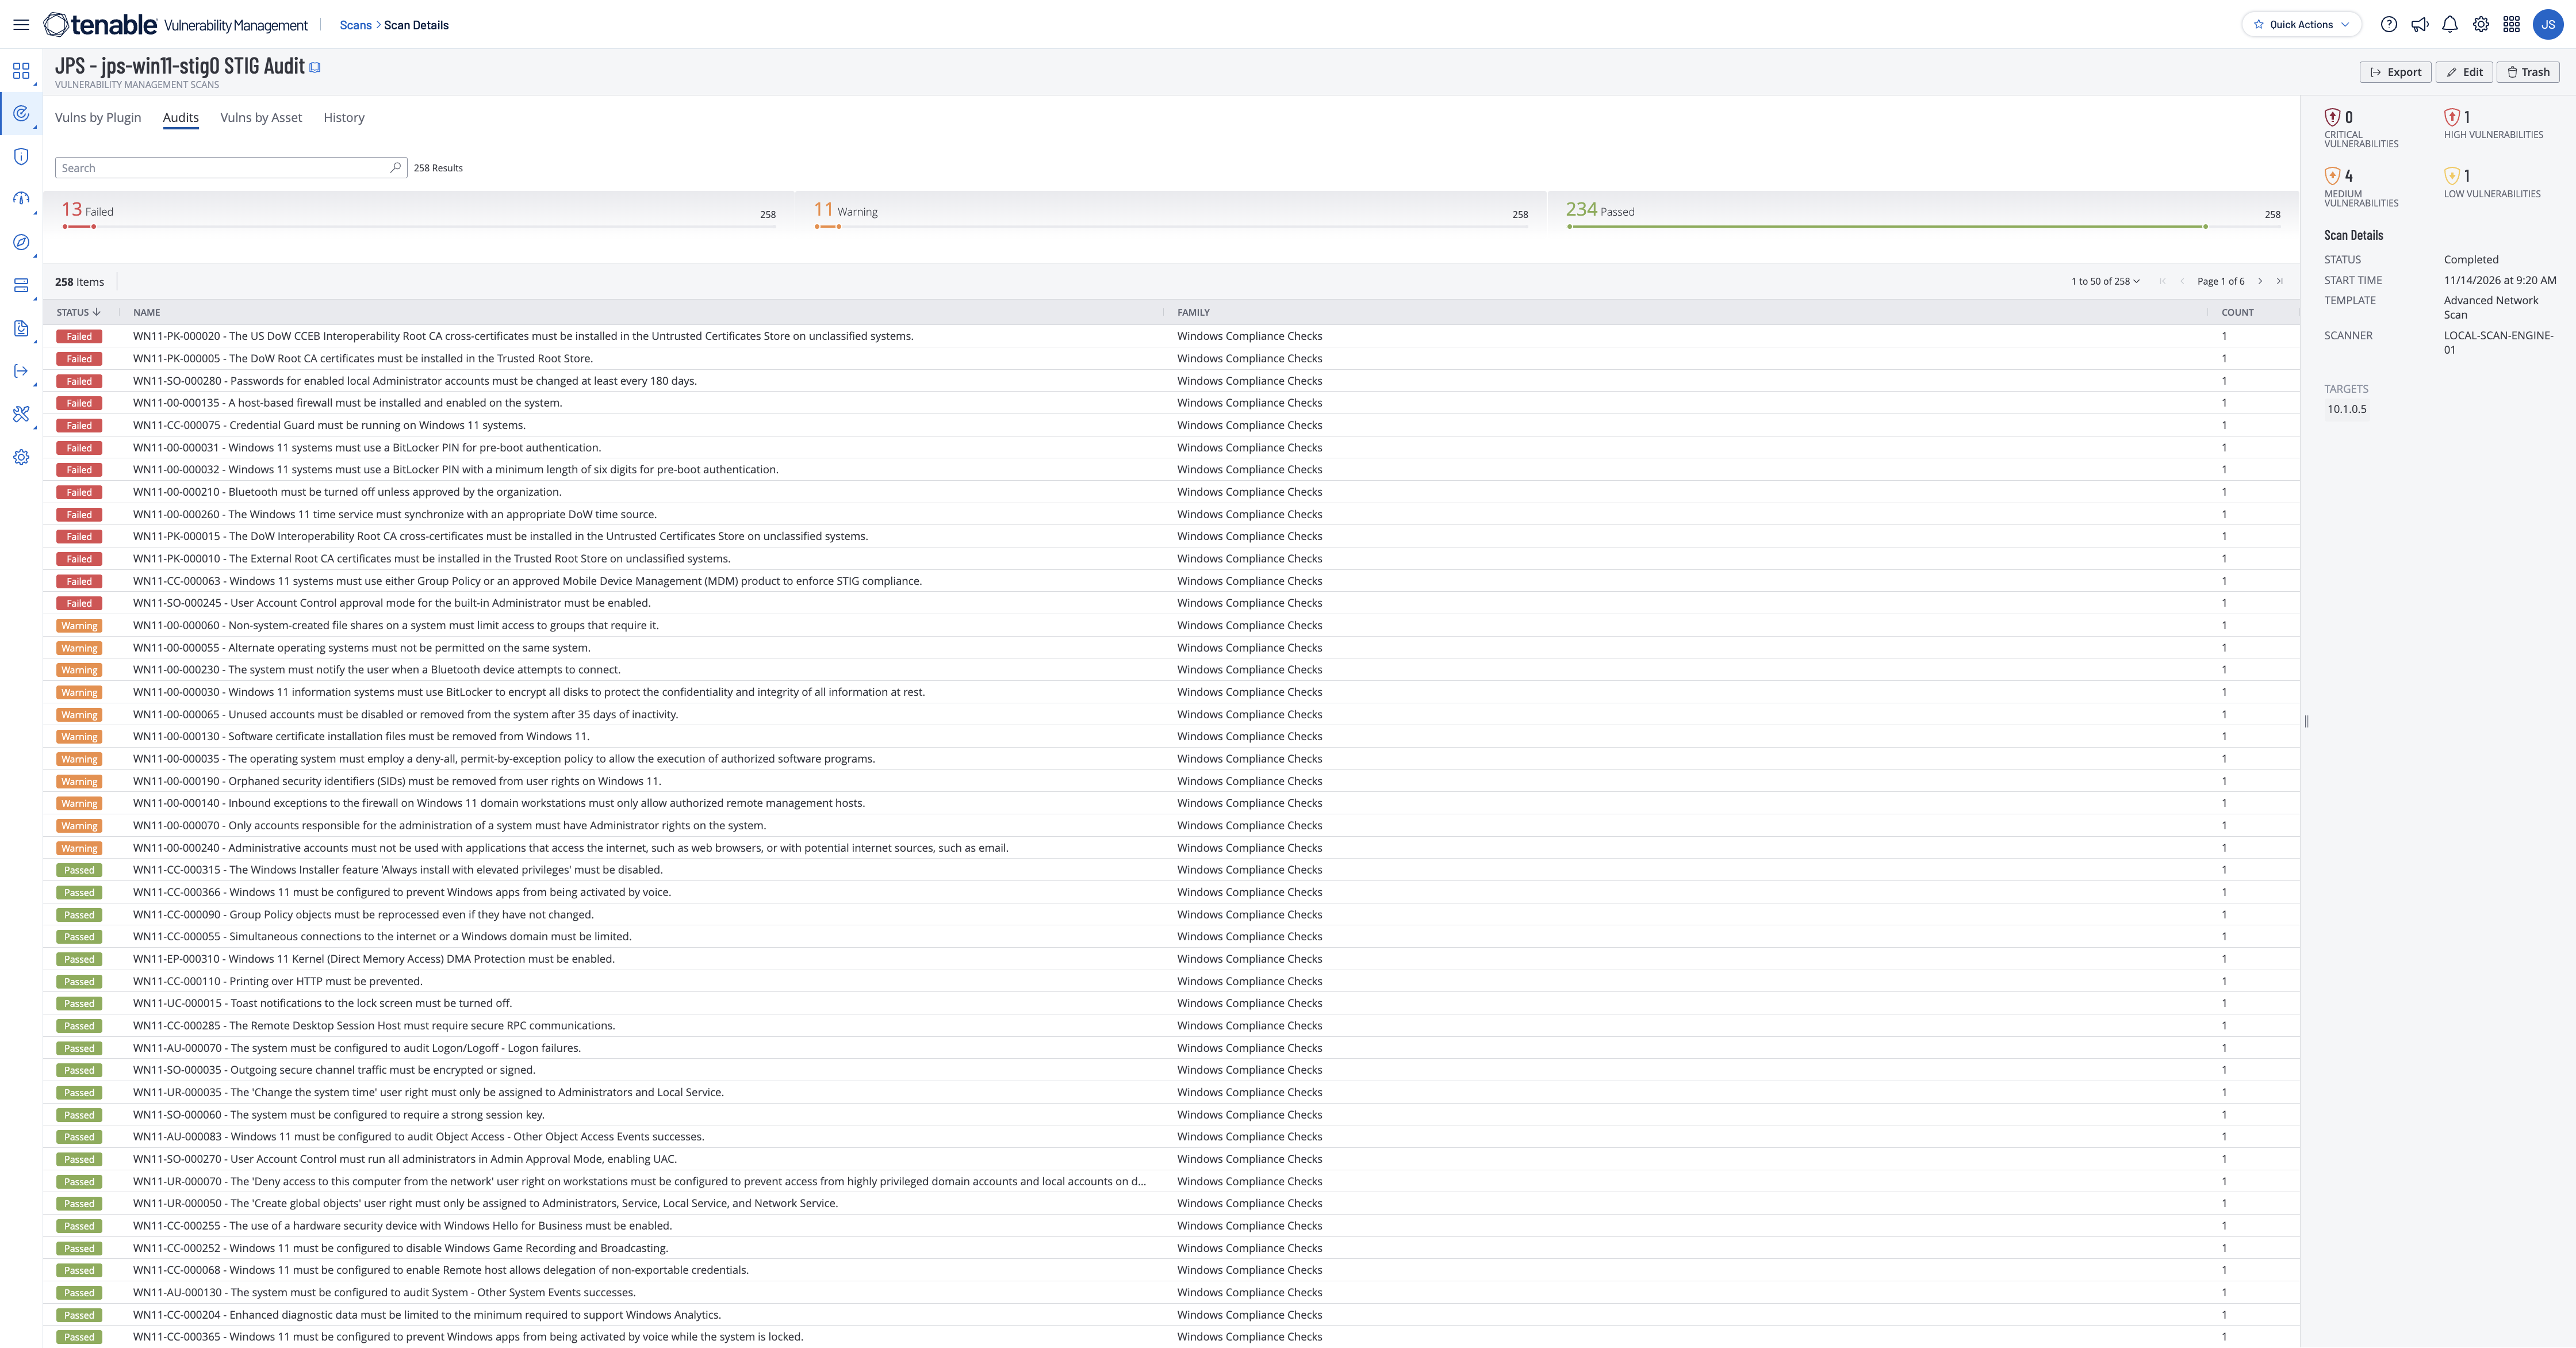 tenable Vulnerability Management Scans > Scan Details Quick Actions JS
JPS - jps-win11-stig0 STIG Audit
VULNERABILITY MANAGEMENT SCANS
Export Edit Trash
Vulns by Plugin Audits Vulns by Asset History
Search 258 Results
13 Failed 258 11 Warning 258 234 Passed 258
258 Items 1 to 50 of 258 Page 1 of 6
STATUS NAME FAMILY COUNT
Failed WN11-PK-000020 - The US DoW CCEB Interoperability Root CA cross-certificates must be installed in the Untrusted Certificates Store on unclassified systems. Windows Compliance Checks 1
Failed WN11-PK-000005 - The DoW Root CA certificates must be installed in the Trusted Root Store. Windows Compliance Checks 1
Failed WN11-SO-000280 - Passwords for enabled local Administrator accounts must be changed at least every 180 days. Windows Compliance Checks 1
Failed WN11-00-000135 - A host-based firewall must be installed and enabled on the system. Windows Compliance Checks 1
Failed WN11-CC-000075 - Credential Guard must be running on Windows 11 systems. Windows Compliance Checks 1
Failed WN11-00-000031 - Windows 11 systems must use a BitLocker PIN for pre-boot authentication. Windows Compliance Checks 1
Failed WN11-00-000032 - Windows 11 systems must use a BitLocker PIN with a minimum length of six digits for pre-boot authentication. Windows Compliance Checks 1
Failed WN11-00-000210 - Bluetooth must be turned off unless approved by the organization. Windows Compliance Checks 1
Failed WN11-00-000260 - The Windows 11 time service must synchronize with an appropriate DoW time source. Windows Compliance Checks 1
Failed WN11-PK-000015 - The DoW Interoperability Root CA cross-certificates must be installed in the Untrusted Certificates Store on unclassified systems. Windows Compliance Checks 1
Failed WN11-PK-000010 - The External Root CA certificates must be installed in the Trusted Root Store on unclassified systems. Windows Compliance Checks 1
Failed WN11-CC-000063 - Windows 11 systems must use either Group Policy or an approved Mobile Device Management (MDM) product to enforce STIG compliance. Windows Compliance Checks 1
Failed WN11-SO-000245 - User Account Control approval mode for the built-in Administrator must be enabled. Windows Compliance Checks 1
Warning WN11-00-000060 - Non-system-created file shares on a system must limit access to groups that require it. Windows Compliance Checks 1
Warning WN11-00-000055 - Alternate operating systems must not be permitted on the same system. Windows Compliance Checks 1
Warning WN11-00-000230 - The system must notify the user when a Bluetooth device attempts to connect. Windows Compliance Checks 1
Warning WN11-00-000030 - Windows 11 information systems must use BitLocker to encrypt all disks to protect the confidentiality and integrity of all information at rest. Windows Compliance Checks 1
Warning WN11-00-000065 - Unused accounts must be disabled or removed from the system after 35 days of inactivity. Windows Compliance Checks 1
Warning WN11-00-000130 - Software certificate installation files must be removed from Windows 11. Windows Compliance Checks 1
Warning WN11-00-000035 - The operating system must employ a deny-all, permit-by-exception policy to allow the execution of authorized software programs. Windows Compliance Checks 1
Warning WN11-00-000190 - Orphaned security identifiers (SIDs) must be removed from user rights on Windows 11. Windows Compliance Checks 1
Warning WN11-00-000140 - Inbound exceptions to the firewall on Windows 11 domain workstations must only allow authorized remote management hosts. Windows Compliance Checks 1
Warning WN11-00-000070 - Only accounts responsible for the administration of a system must have Administrator rights on the system. Windows Compliance Checks 1
Warning WN11-00-000240 - Administrative accounts must not be used with applications that access the internet, such as web browsers, or with potential internet sources, such as email. Windows Compliance Checks 1
Passed WN11-CC-000315 - The Windows Installer feature 'Always install with elevated privileges' must be disabled. Windows Compliance Checks 1
Passed WN11-CC-000366 - Windows 11 must be configured to prevent Windows apps from being activated by voice. Windows Compliance Checks 1
Passed WN11-CC-000090 - Group Policy objects must be reprocessed even if they have not changed. Windows Compliance Checks 1
Passed WN11-CC-000055 - Simultaneous connections to the internet or a Windows domain must be limited. Windows Compliance Checks 1
Passed WN11-EP-000310 - Windows 11 Kernel (Direct Memory Access) DMA Protection must be enabled. Windows Compliance Checks 1
Passed WN11-CC-000110 - Printing over HTTP must be prevented. Windows Compliance Checks 1
Passed WN11-UC-000015 - Toast notifications to the lock screen must be turned off. Windows Compliance Checks 1
Passed WN11-CC-000285 - The Remote Desktop Session Host must require secure RPC communications. Windows Compliance Checks 1
Passed WN11-AU-000070 - The system must be configured to audit Logon/Logoff - Logon failures. Windows Compliance Checks 1
Passed WN11-SO-000035 - Outgoing secure channel traffic must be encrypted or signed. Windows Compliance Checks 1
Passed WN11-UR-000035 - The 'Change the system time' user right must only be assigned to Administrators and Local Service. Windows Compliance Checks 1
Passed WN11-SO-000060 - The system must be configured to require a strong session key. Windows Compliance Checks 1
Passed WN11-AU-000083 - Windows 11 must be configured to audit Object Access - Other Object Access Events successes. Windows Compliance Checks 1
Passed WN11-SO-000270 - User Account Control must run all administrators in Admin Approval Mode, enabling UAC. Windows Compliance Checks 1
Passed WN11-UR-000070 - The 'Deny access to this computer from the network' user right on workstations must be configured to prevent access from highly privileged domain accounts and local accounts on d... Windows Compliance Checks 1
Passed WN11-UR-000050 - The 'Create global objects' user right must only be assigned to Administrators, Service, Local Service, and Network Service. Windows Compliance Checks 1
Passed WN11-CC-000255 - The use of a hardware security device with Windows Hello for Business must be enabled. Windows Compliance Checks 1
Passed WN11-CC-000252 - Windows 11 must be configured to disable Windows Game Recording and Broadcasting. Windows Compliance Checks 1
Passed WN11-CC-000068 - Windows 11 must be configured to enable Remote host allows delegation of non-exportable credentials. Windows Compliance Checks 1
Passed WN11-AU-000130 - The system must be configured to audit System - Other System Events successes. Windows Compliance Checks 1
Passed WN11-CC-000204 - Enhanced diagnostic data must be limited to the minimum required to support Windows Analytics. Windows Compliance Checks 1
Passed WN11-CC-000365 - Windows 11 must be configured to prevent Windows apps from being activated by voice while the system is locked. Windows Compliance Checks 1
0 1
CRITICAL VULNERABILITIES HIGH VULNERABILITIES
4 1
MEDIUM VULNERABILITIES LOW VULNERABILITIES
Scan Details
STATUS Completed
START TIME 11/14/2026 at 9:20 AM
TEMPLATE Advanced Network
Scan
SCANNER LOCAL-SCAN-ENGINE-
01
TARGETS
10.1.0.5